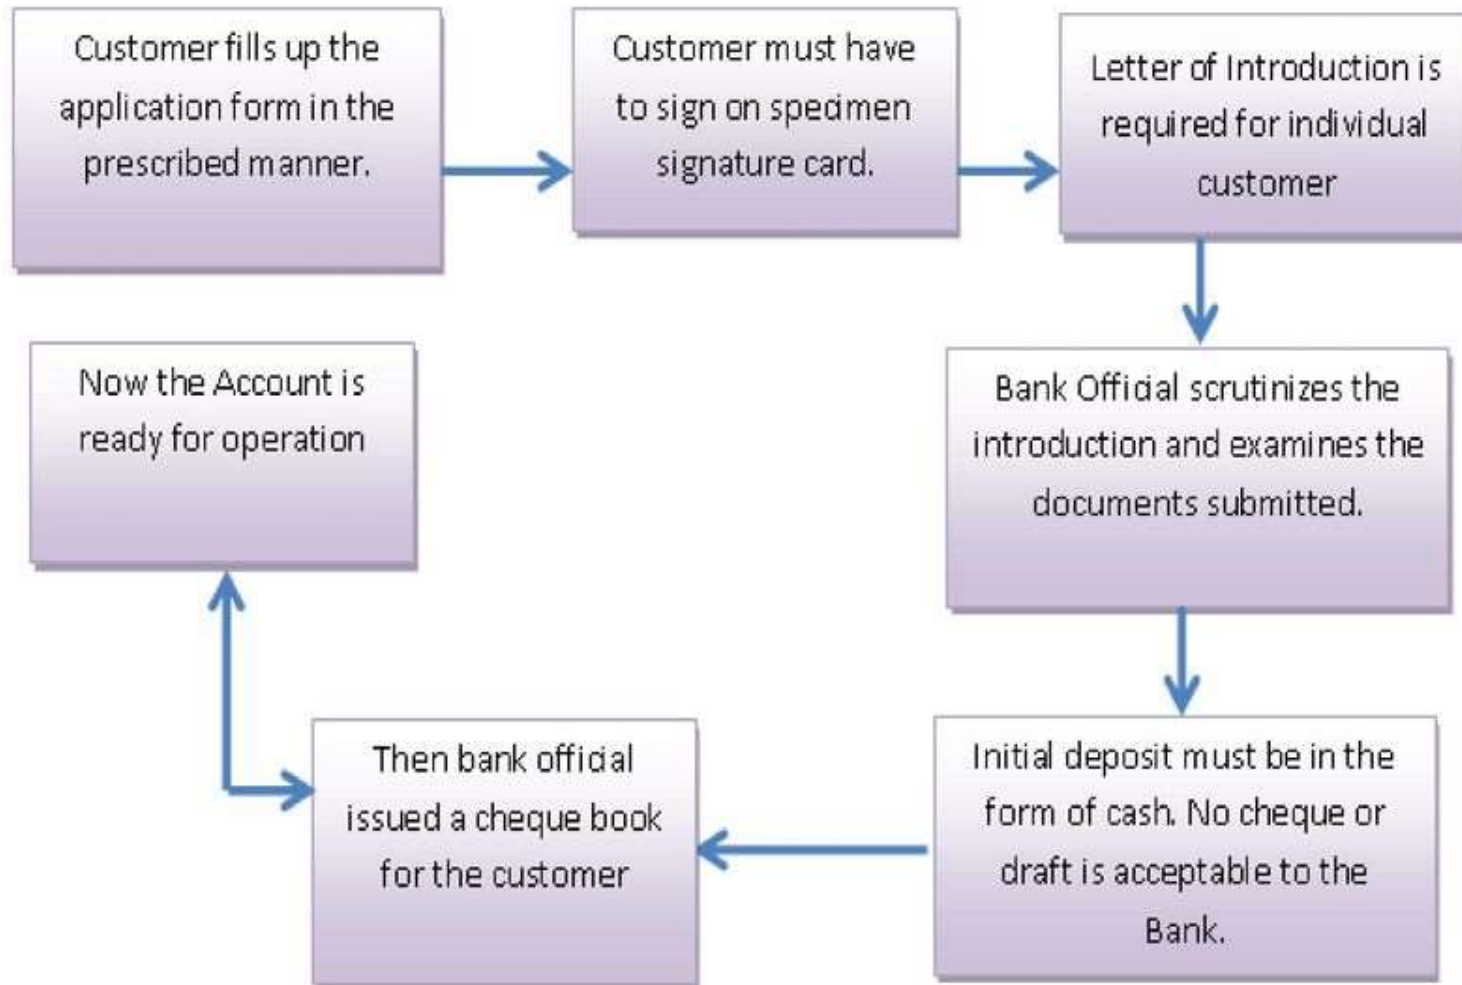 Customer fills up the
application form in the
prescribed manner.
Customer must have
to sign on specimen
signature card.
Letter of Introduction is
required for individual
customer
Bank Official scrutinizes the
introduction and examines the
documents submitted.
Initial deposit must be in the
form of cash. No cheque or
draft is acceptable to the
Bank.
Then bank official
issued a cheque book
for the customer
Now the Account is
ready for operation